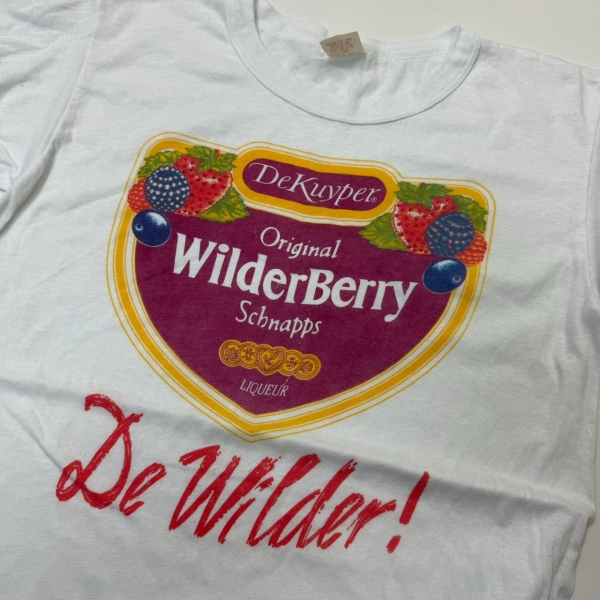 DeKuyper®
Original
WilderBerry
Schnapps
LIQUEUR
De Wilder!